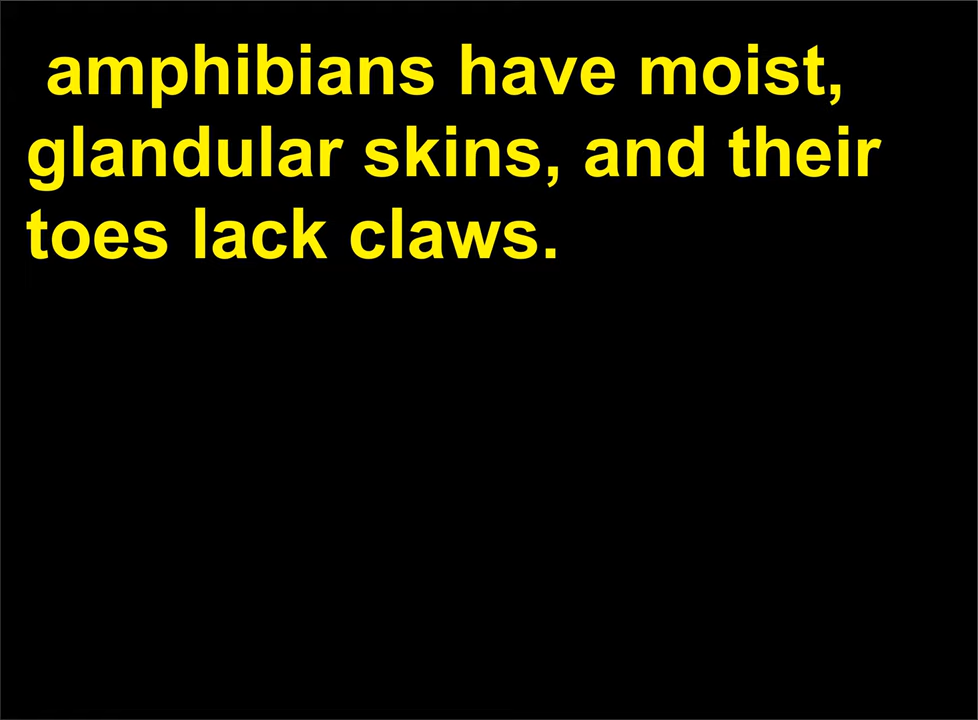 amphibians have moist,
glandular skins, and their
toes lack claws.